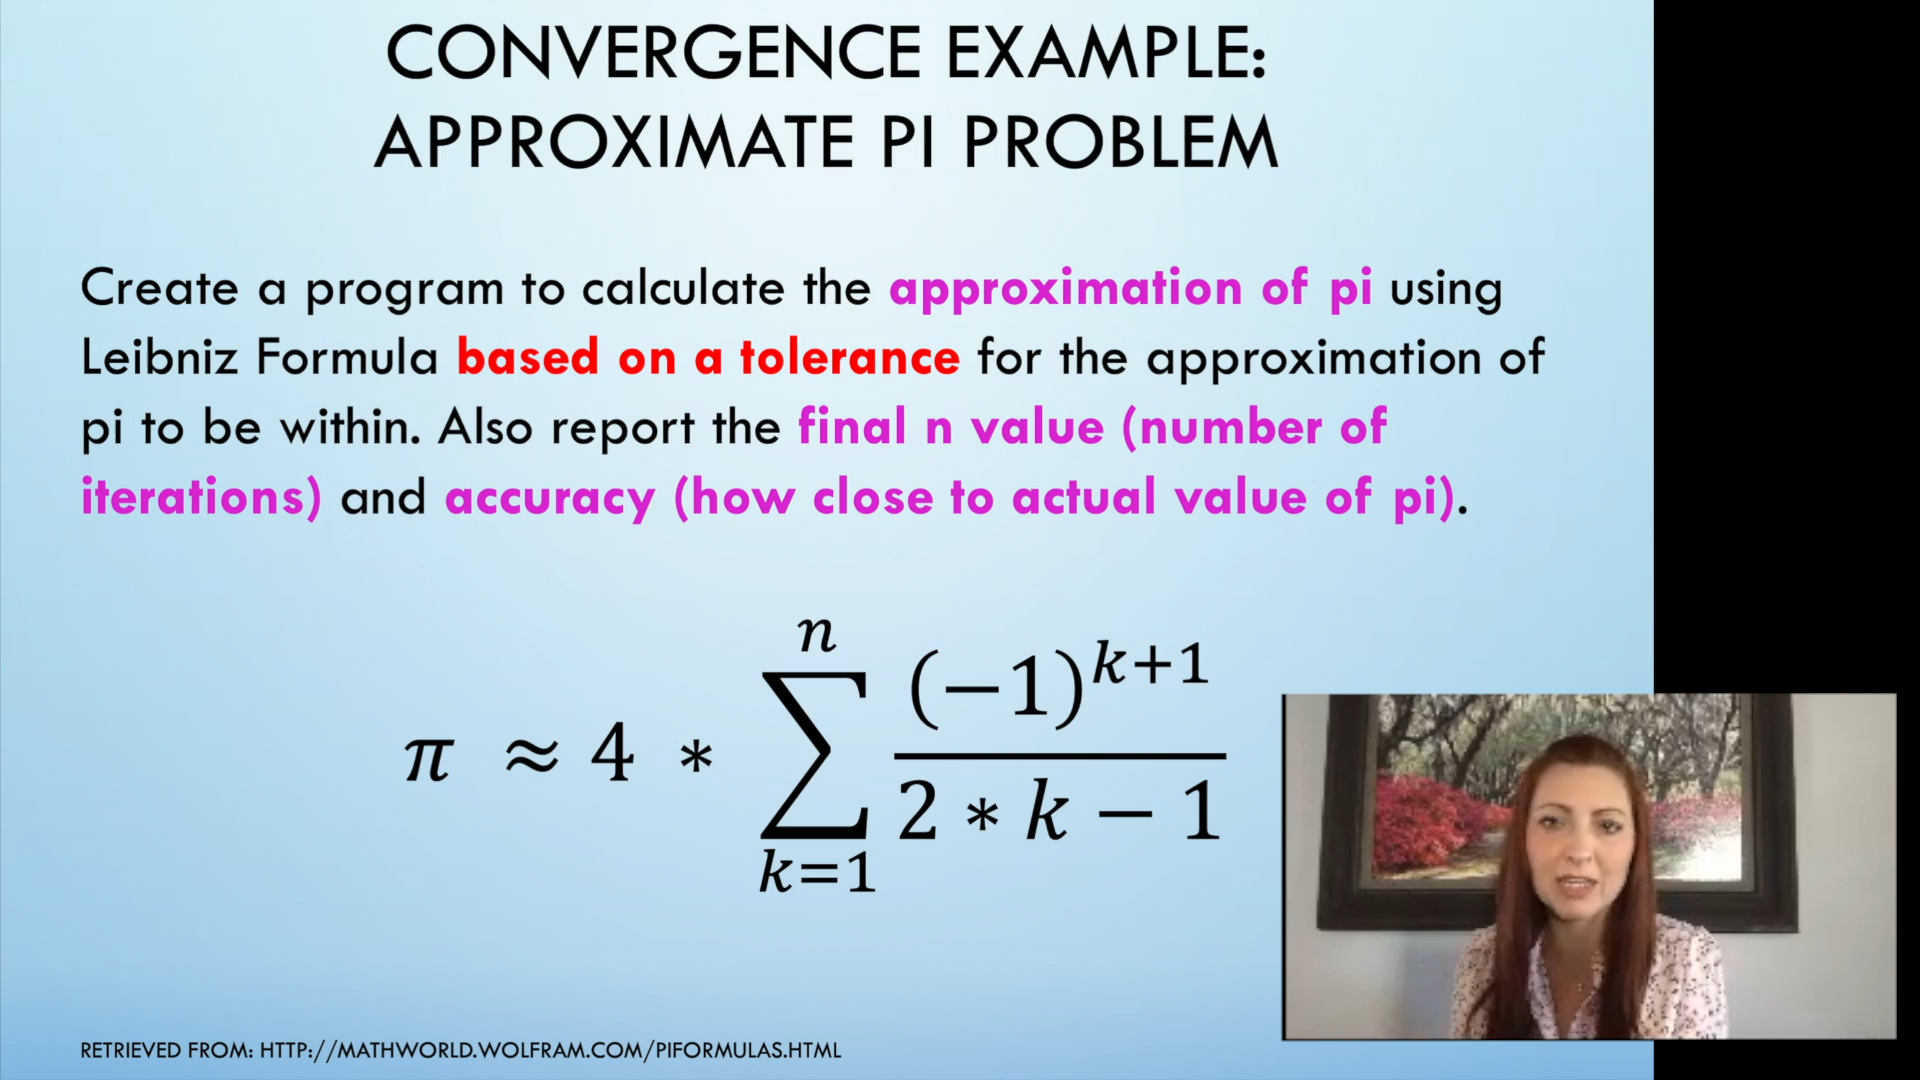 CONVERGENCE EXAMPLE:
APPROXIMATE PI PROBLEM
Create a program to calculate the approximation of pi using
Leibniz Formula based on a tolerance for the approximation of
pi to be within. Also report the final n value (number of
iterations) and accuracy (how close to actual value of pi).
π ≈ 4 * ∑_{k=1}^{n} \frac{(−1)^{k+1}}{2 * k − 1}
RETRIEVED FROM: HTTP://MATHWORLD.WOLFRAM.COM/PIFORMULAS.HTML